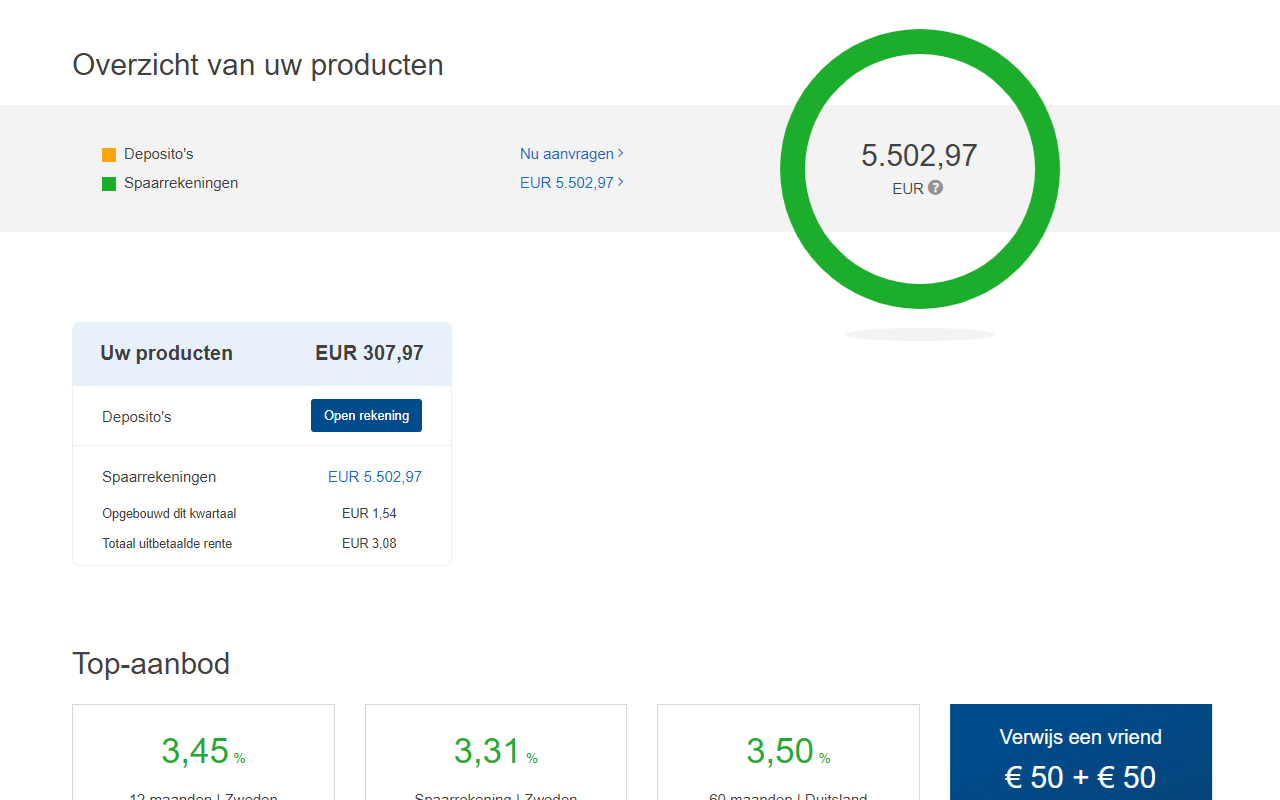 Overzicht van uw producten
Deposito's Nu aanvragen
Spaarrekeningen EUR 5.502,97
5.502,97
EUR ?
Uw producten EUR 307,97
Deposito's Open rekening
Spaarrekeningen EUR 5.502,97
Opgebouwd dit kwartaal EUR 1,54
Totaal uitbetaalde rente EUR 3,08
Top-aanbod
3,45 %
12 maanden | Zweden
3,31 %
Spaarrekening | Zweden
3,50 %
60 maanden | Duitsland
Verwijs een vriend
€ 50 + € 50